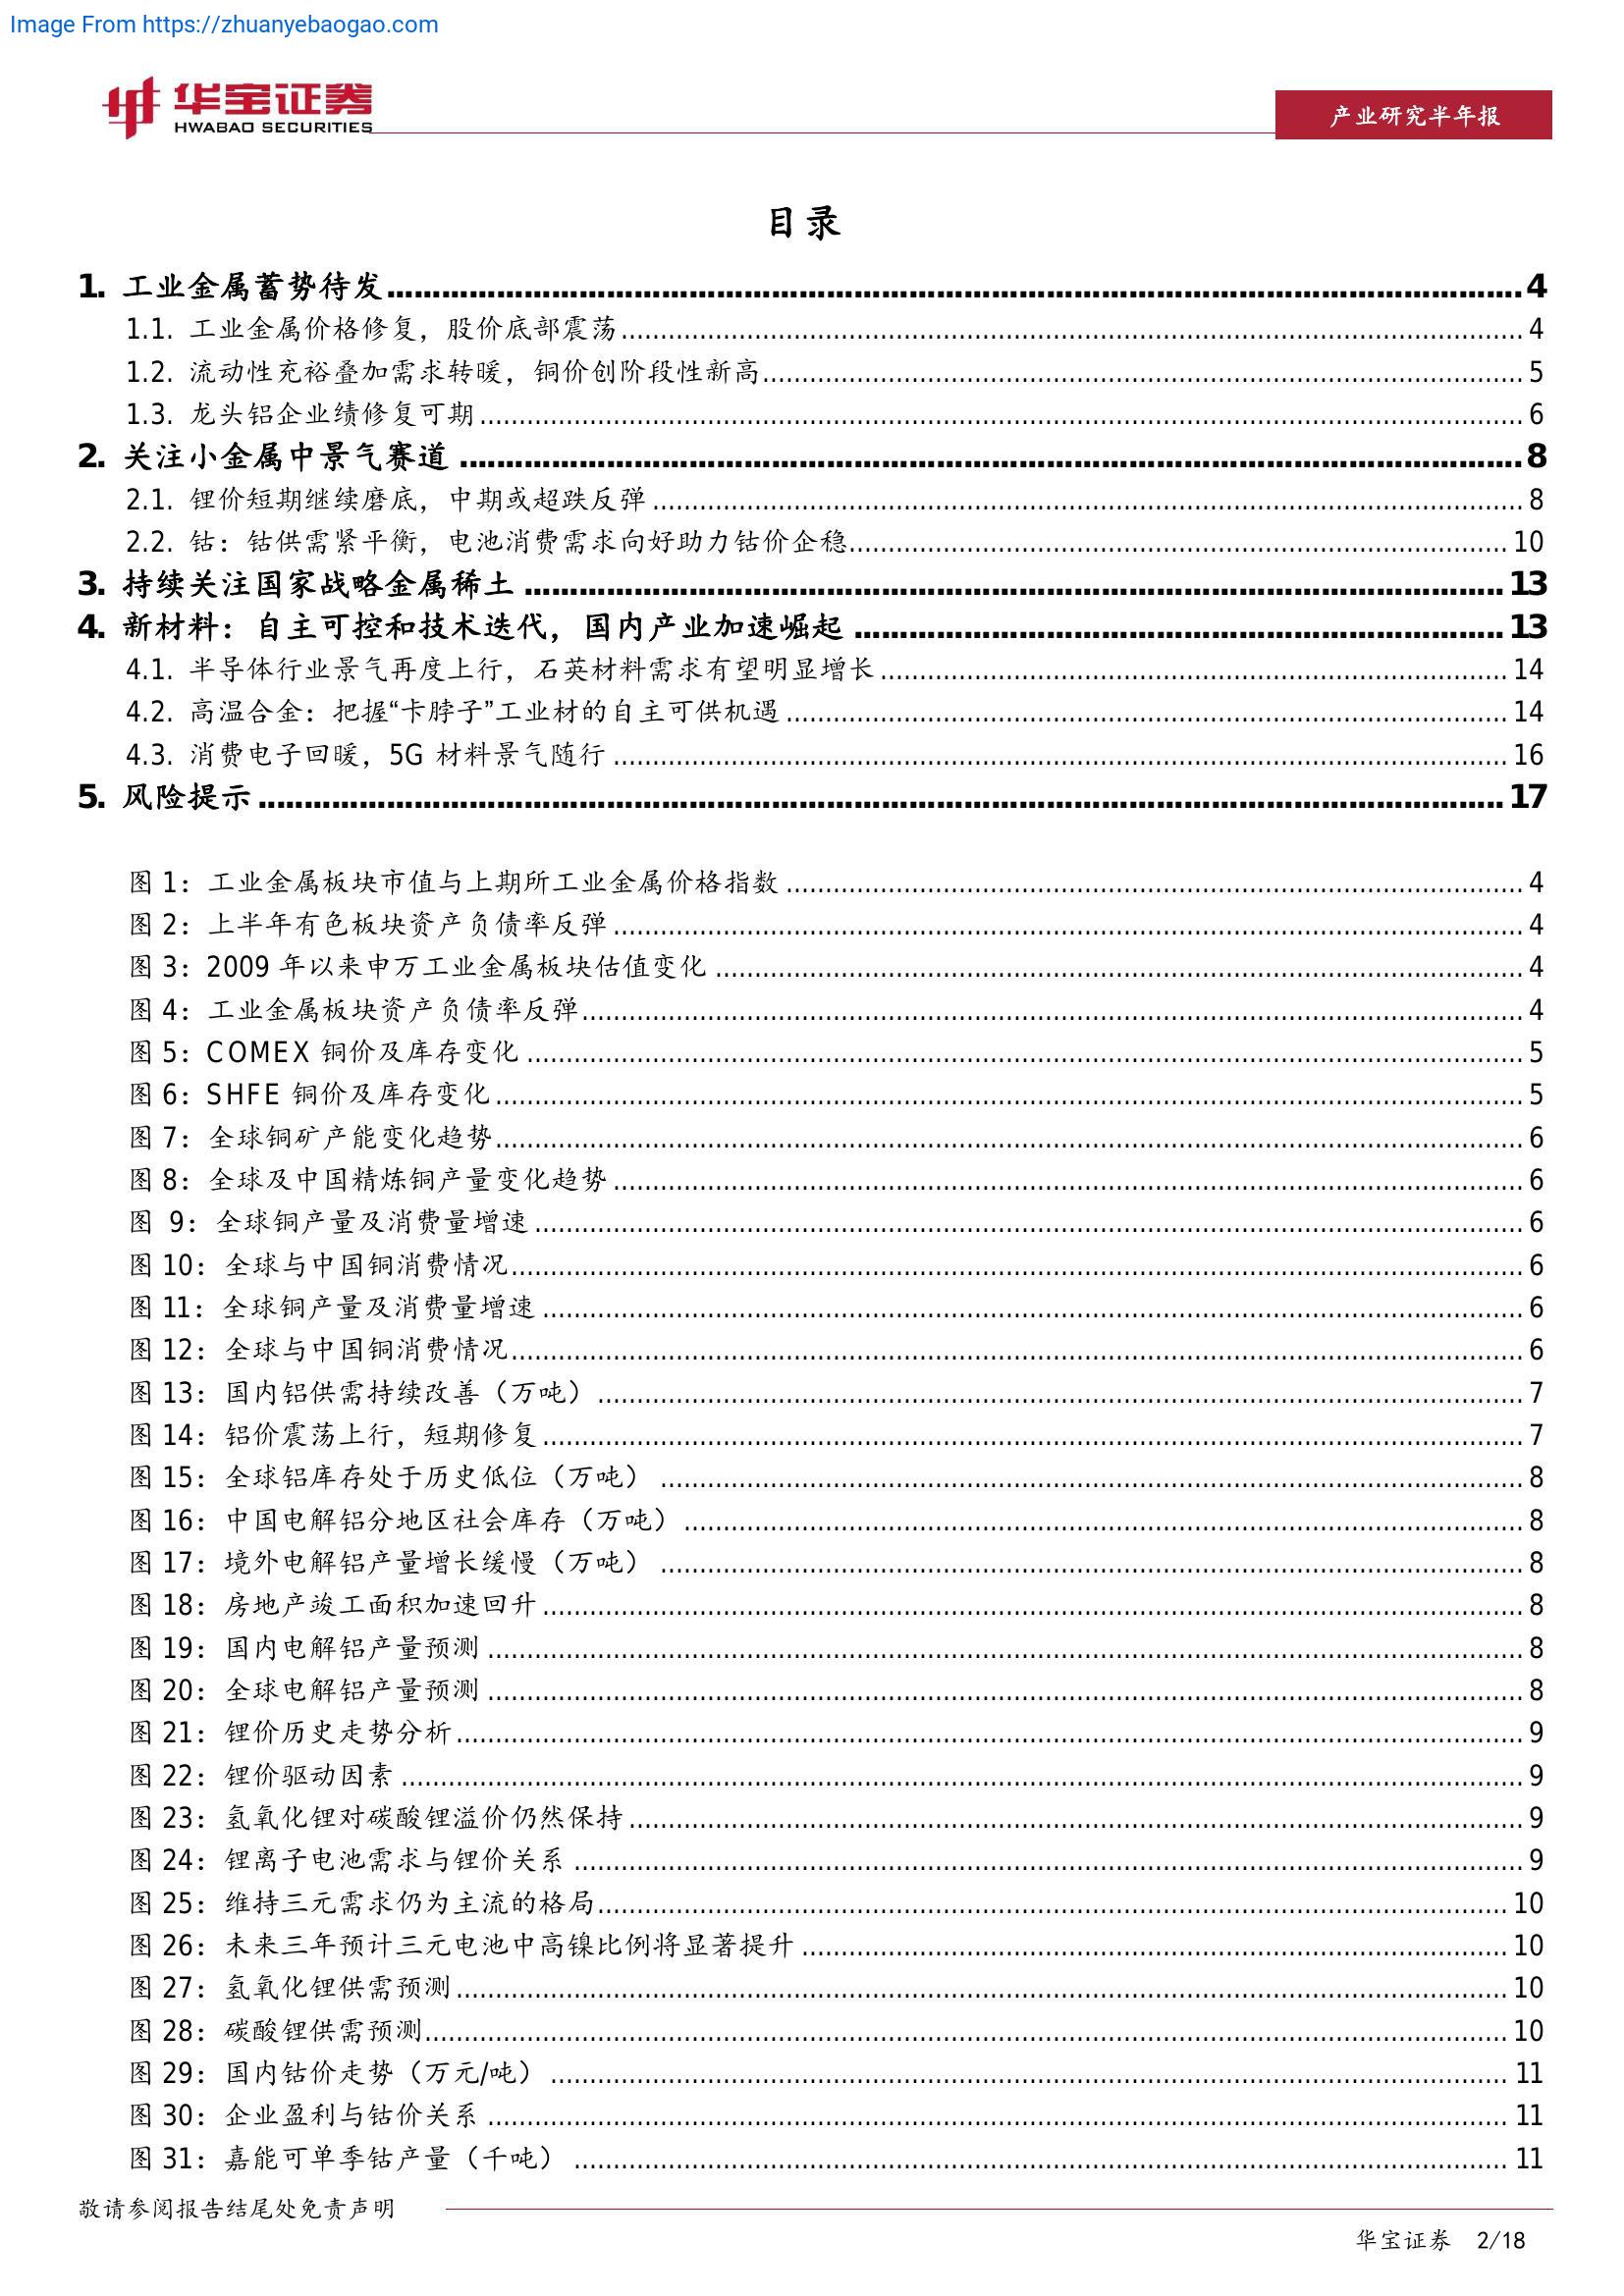 Image From https://zhuanyebaogao.com
华宝证券
HWABAO SECURITIES
产业研究半年报
目录
1. 工业金属蓄势待发 4
1.1. 工业金属价格修复，股价底部震荡 4
1.2. 流动性充裕叠加需求转暖，铜价创阶段性新高 5
1.3. 龙头铝企业绩修复可期 6
2. 关注小金属中景气赛道 8
2.1. 锂价短期继续磨底，中期或超跌反弹 8
2.2. 钴：钴供需紧平衡，电池消费需求向好助力钴价企稳 10
3. 持续关注国家战略金属稀土 13
4. 新材料：自主可控和技术迭代，国内产业加速崛起 13
4.1. 半导体行业景气再度上行，石英材料需求有望明显增长 14
4.2. 高温合金：把握“卡脖子”工业材的自主可供机遇 14
4.3. 消费电子回暖，5G 材料景气随行 16
5. 风险提示 17
图 1：工业金属板块市值与上期所工业金属价格指数 4
图 2：上半年有色板块资产负债率反弹 4
图 3：2009 年以来申万工业金属板块估值变化 4
图 4：工业金属板块资产负债率反弹 4
图 5：COMEX 铜价及库存变化 5
图 6：SHFE 铜价及库存变化 5
图 7：全球铜矿产能变化趋势 6
图 8：全球及中国精炼铜产量变化趋势 6
图 9：全球铜产量及消费量增速 6
图 10：全球与中国铜消费情况 6
图 11：全球铜产量及消费量增速 6
图 12：全球与中国铜消费情况 6
图 13：国内铝供需持续改善（万吨） 7
图 14：铝价震荡上行，短期修复 7
图 15：全球铝库存处于历史低位（万吨） 8
图 16：中国电解铝分地区社会库存（万吨） 8
图 17：境外电解铝产量增长缓慢（万吨） 8
图 18：房地产竣工面积加速回升 8
图 19：国内电解铝产量预测 8
图 20：全球电解铝产量预测 8
图 21：锂价历史走势分析 9
图 22：锂价驱动因素 9
图 23：氢氧化锂对碳酸锂溢价仍然保持 9
图 24：锂离子电池需求与锂价关系 9
图 25：维持三元需求仍为主流的格局 10
图 26：未来三年预计三元电池中高镍比例将显著提升 10
图 27：氢氧化锂供需预测 10
图 28：碳酸锂供需预测 10
图 29：国内钴价走势（万元/吨） 11
图 30：企业盈利与钴价关系 11
图 31：嘉能可单季钴产量（千吨） 11
敬请参阅报告结尾处免责声明
华宝证券 2/18